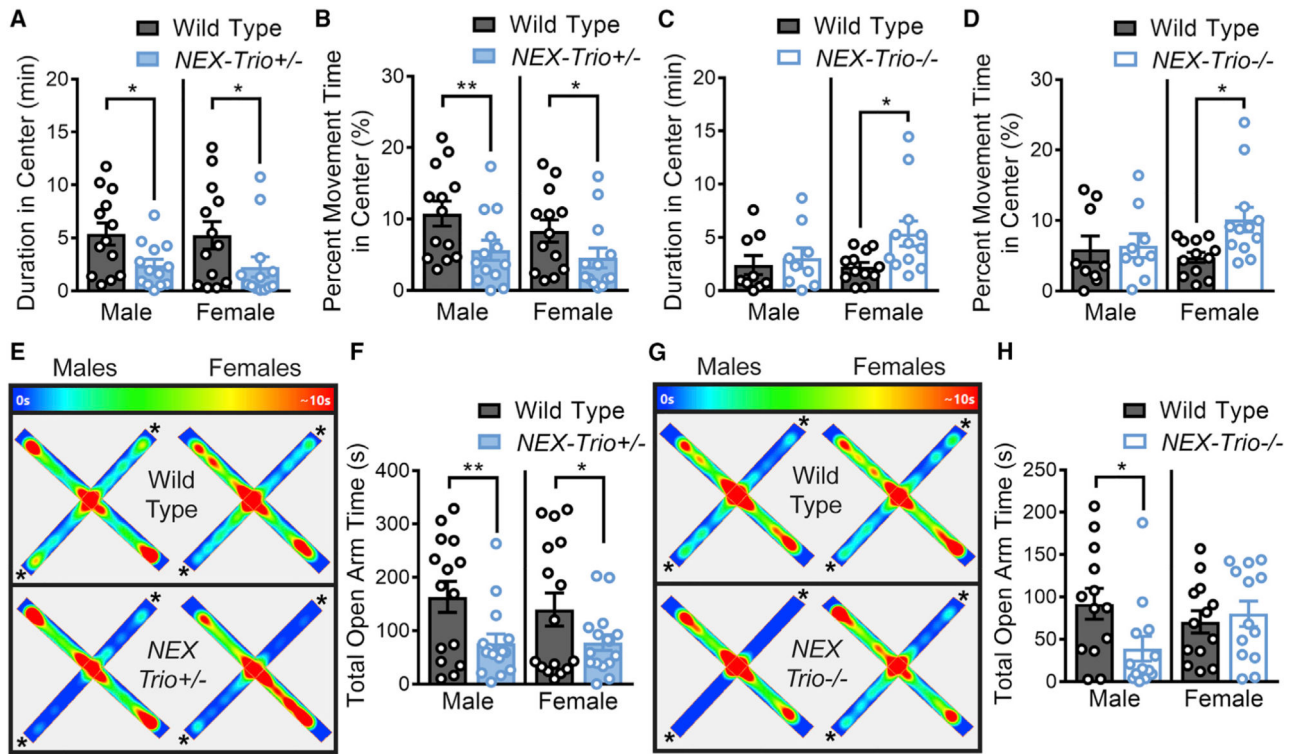 A
Wild Type
NEX-Trio+/-
Duration in Center (min)
20
15
10
5
0
*
*
Male
Female
B
Wild Type
NEX-Trio+/-
Percent Movement Time
in Center (%)
30
20
10
0
**
*
Male
Female
C
Wild Type
NEX-Trio-/-
Duration in Center (min)
20
15
10
5
0
*
Male
Female
D
Wild Type
NEX-Trio-/-
Percent Movement Time
in Center (%)
30
20
10
0
*
Male
Female
E
Males
Females
0s
~10s
*
*
Wild
Type
*
*
*
*
NEX
Trio+/-
*
*
F
Wild Type
NEX-Trio+/-
Total Open Arm Time (s)
400
300
200
100
0
**
*
Male
Female
G
Males
Females
0s
~10s
*
*
Wild
Type
*
*
*
*
NEX
Trio-/-
*
*
H
Wild Type
NEX-Trio-/-
Total Open Arm Time (s)
250
200
150
100
50
0
*
Male
Female